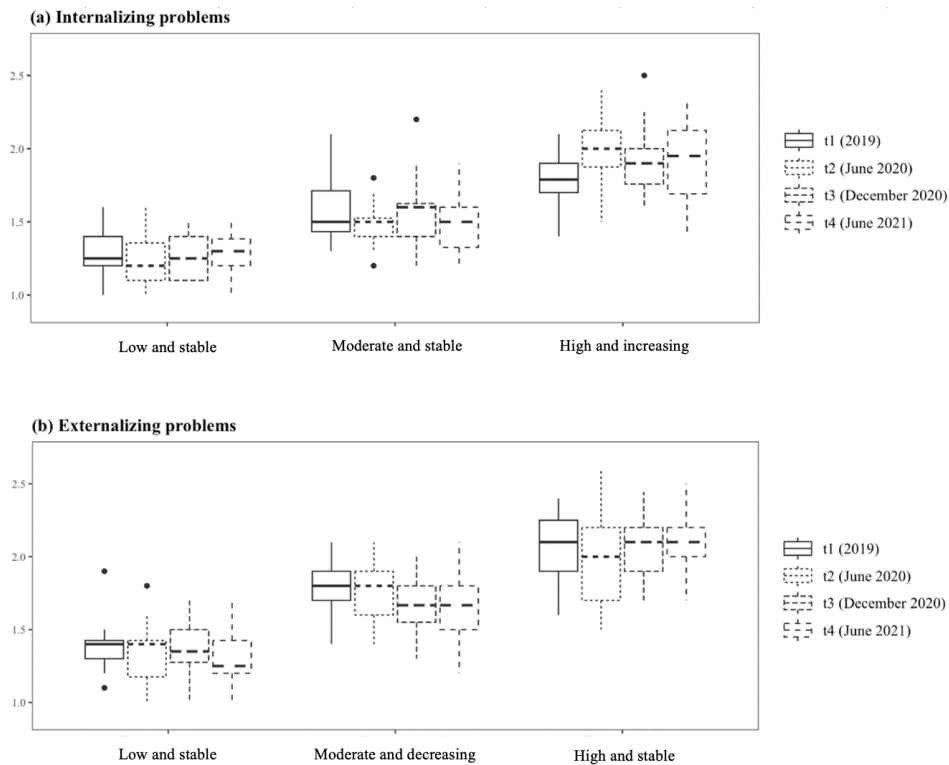 (a) Internalizing problems
2.5
2.0
1.5
1.0
Low and stable
Moderate and stable
High and increasing
t1 (2019)
t2 (June 2020)
t3 (December 2020)
t4 (June 2021)
(b) Externalizing problems
2.5
2.0
1.5
1.0
Low and stable
Moderate and decreasing
High and stable
t1 (2019)
t2 (June 2020)
t3 (December 2020)
t4 (June 2021)